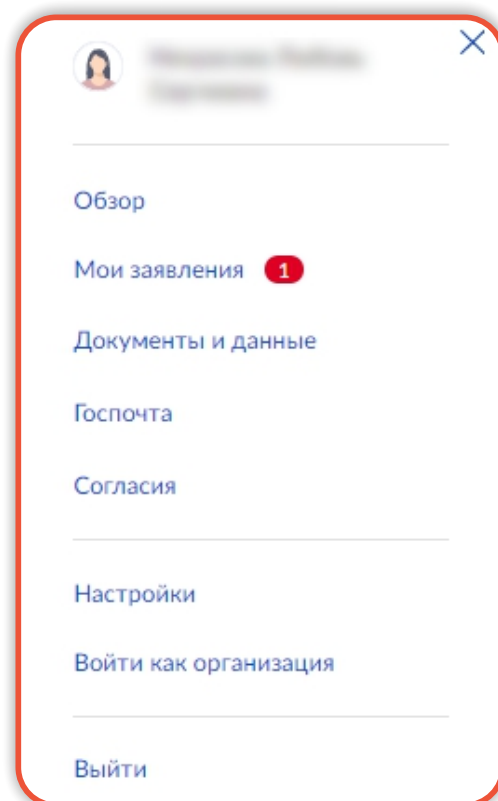 Обзор
Мои заявления 1
Документы и данные
Госпочта
Согласия
Настройки
Войти как организация
Выйти